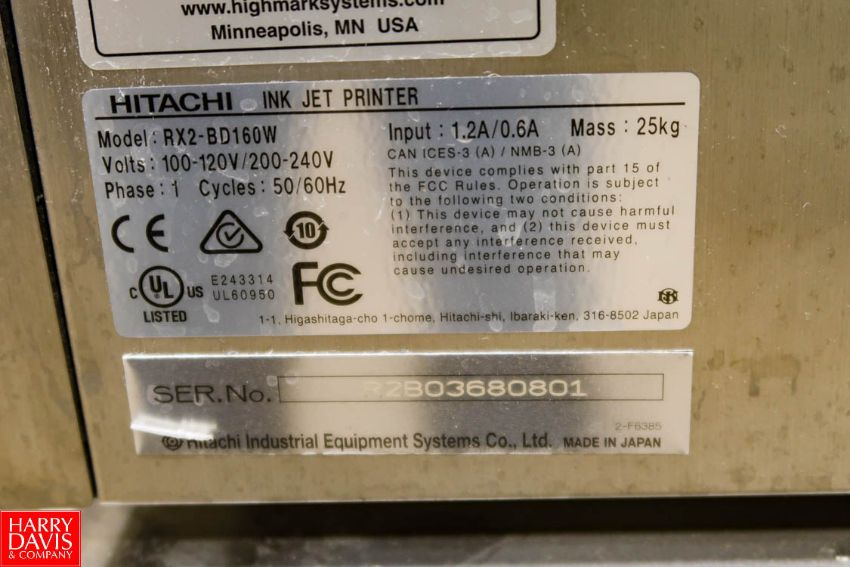 www.highmarksystems.com
Minneapolis, MN USA
HITACHI INK JET PRINTER
Model: RX2-BD160W
Volts: 100-120V/200-240V
Phase: 1 Cycles: 50/60Hz
Input: 1.2A/0.6A Mass: 25kg
CAN ICES-3 (A) / NMB-3 (A)
This device complies with part 15 of
the FCC Rules. Operation is subject
to the following two conditions:
(1) This device may not cause harmful
interference, and (2) this device must
accept any interference received,
including interference that may
cause undesired operation.
CE
10
C UL US
LISTED
E243314
UL60950
FC
1-1, Higashitaga-cho 1-chome, Hitachi-shi, Ibaraki-ken, 316-8502 Japan
SER.No. R2B03680801
2-F6385
Hitachi Industrial Equipment Systems Co., Ltd. MADE IN JAPAN
HARRY
DAVIS
& COMPANY